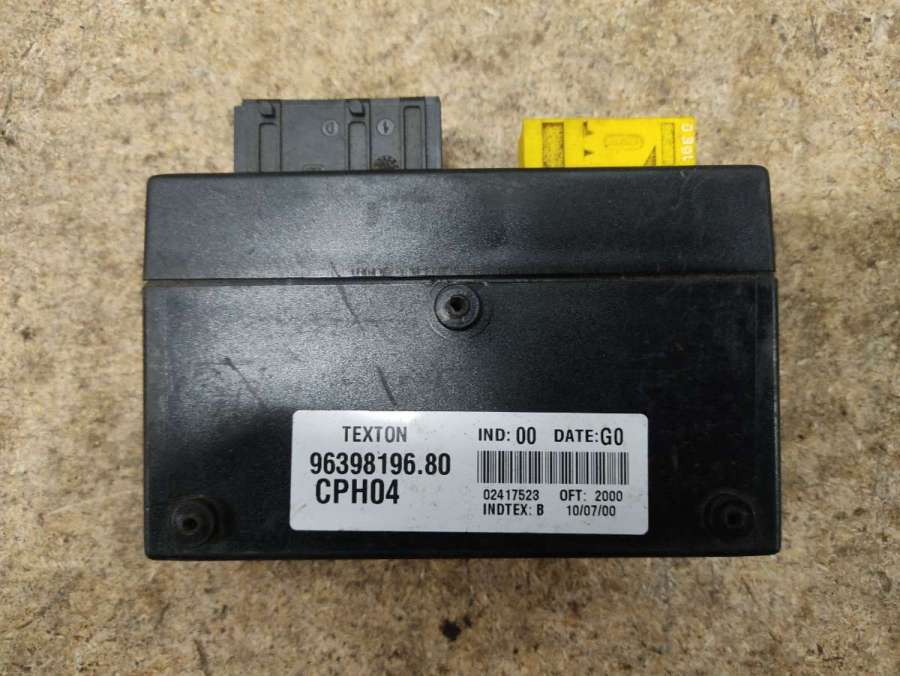 TEXTON
IND: 00 DATE: G0
96398196.80
CPH04
02417523 OFT: 2000
INDTEX: B 10/07/00